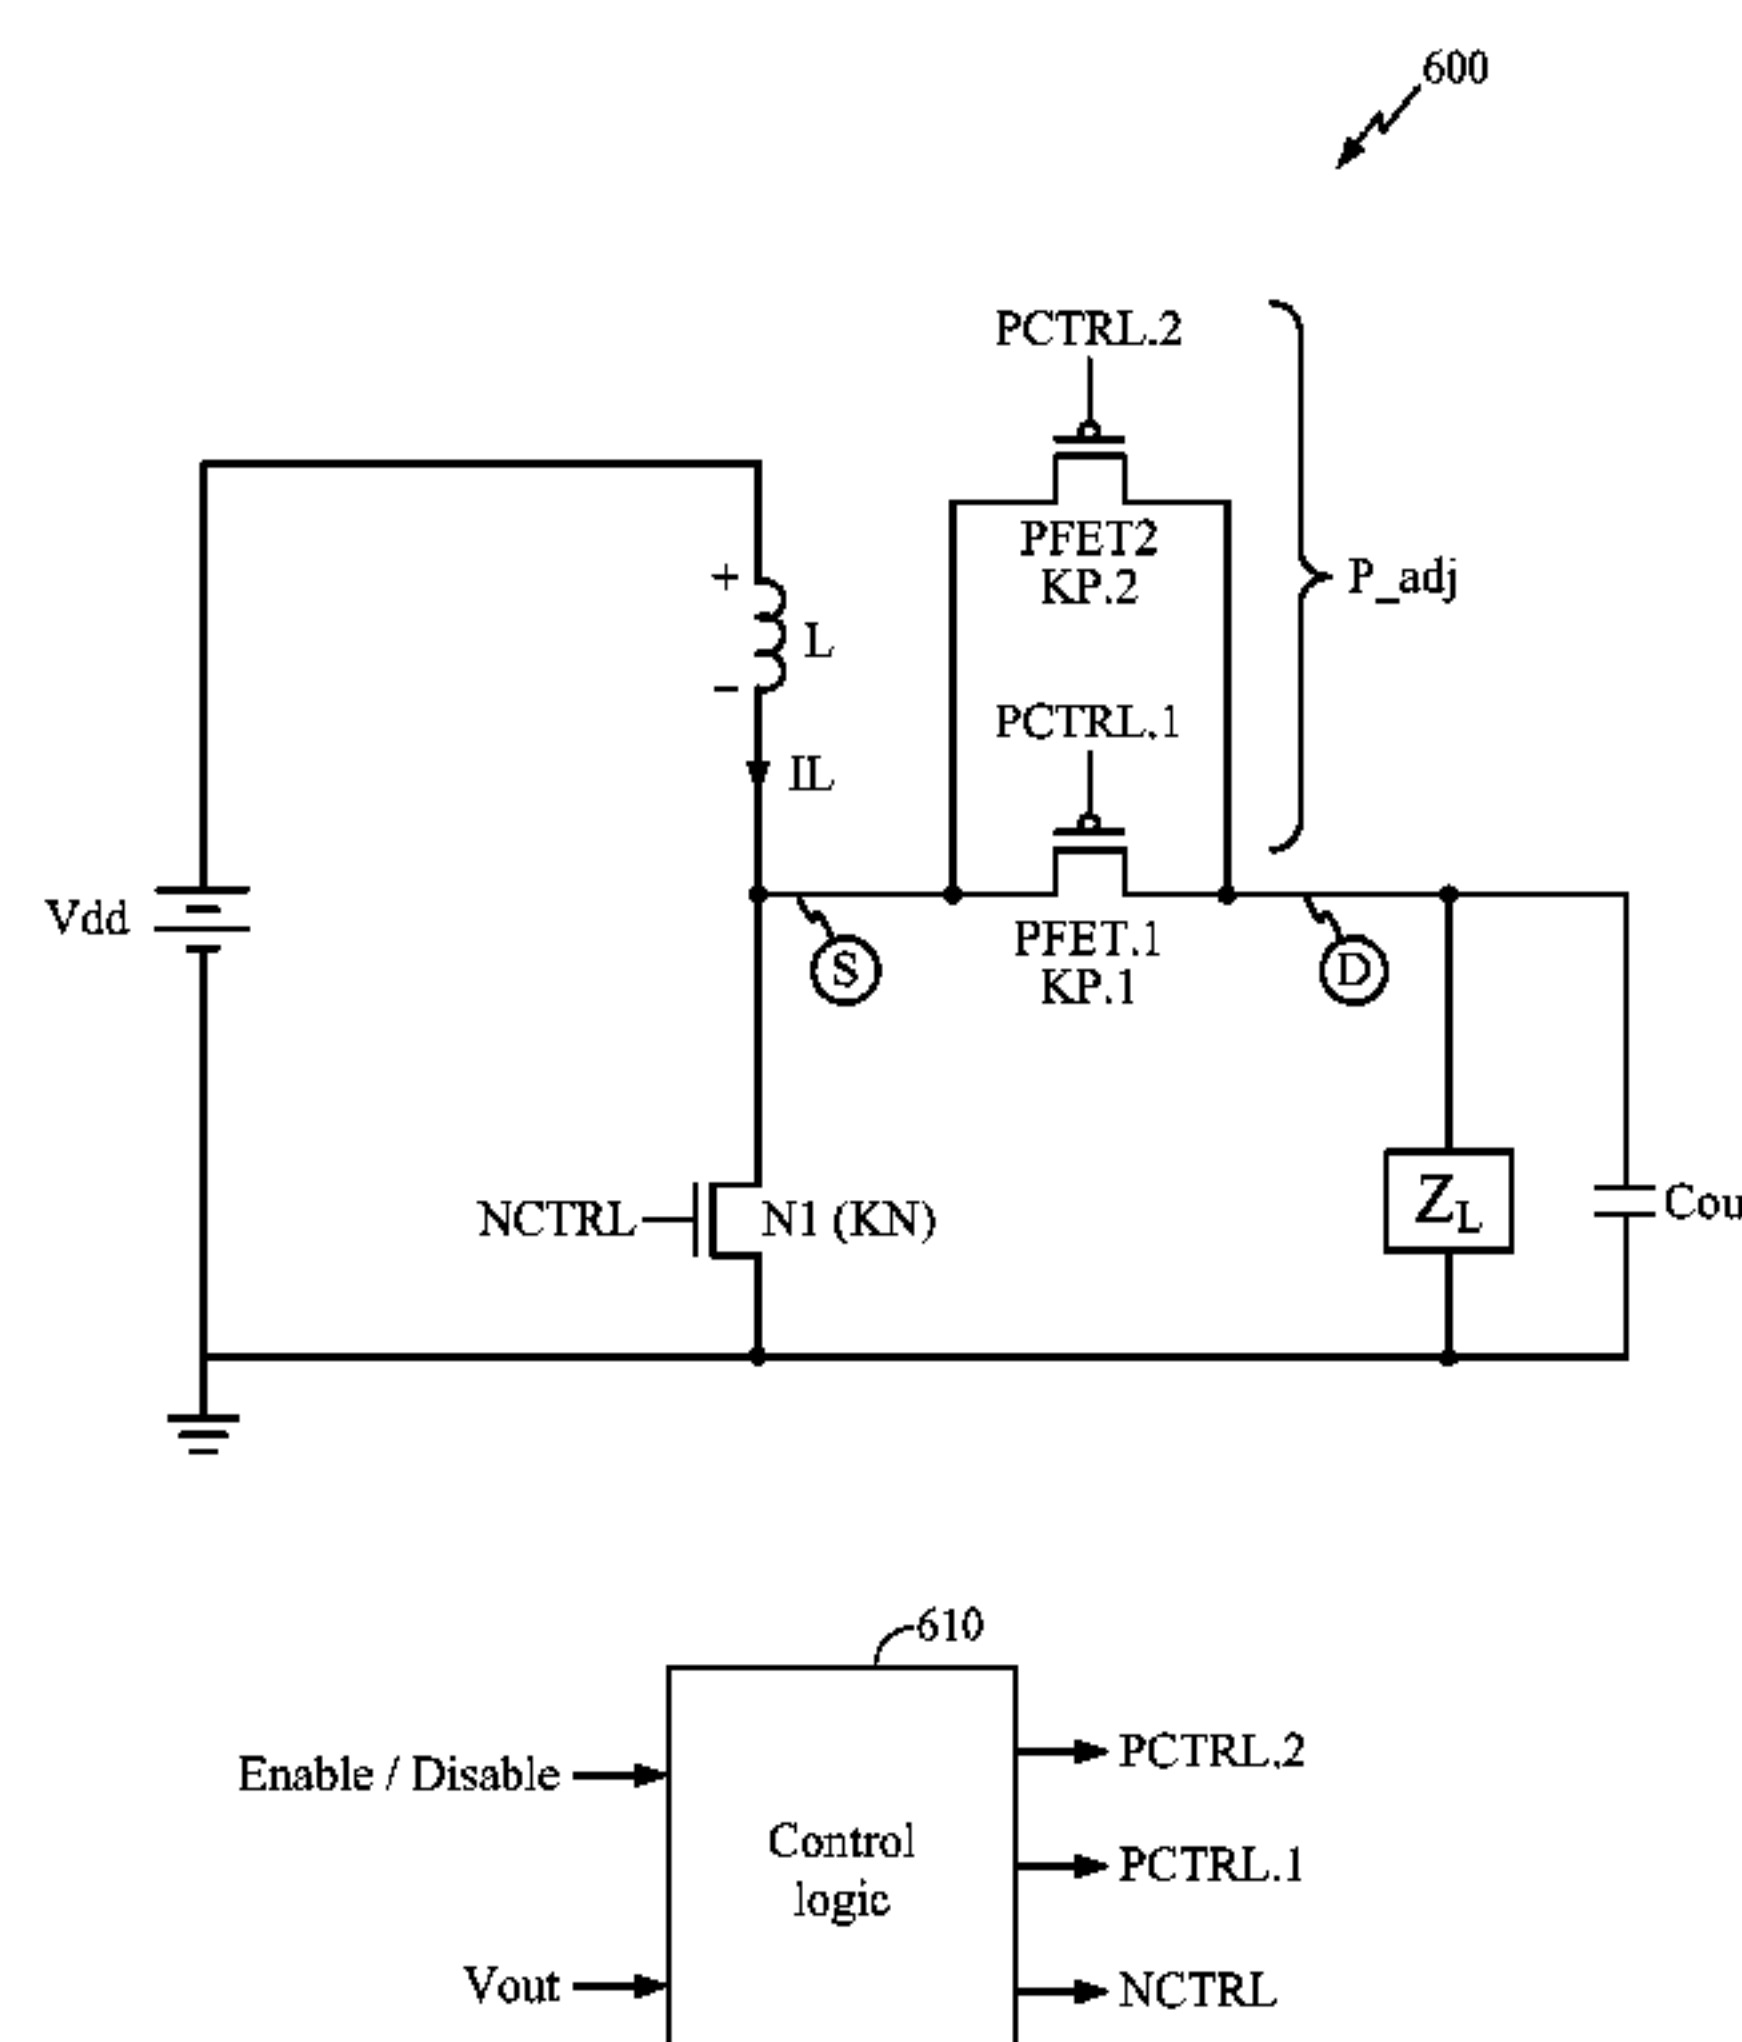 600
PCTRL.2
PFET2
KP.2
P_adj
+
L
−
PCTRL.1
IL
Vdd
S
PFET.1
KP.1
D
NCTRL
N1 (KN)
ZL
Cou
610
Enable / Disable
PCTRL.2
Control
logic
PCTRL.1
Vout
NCTRL